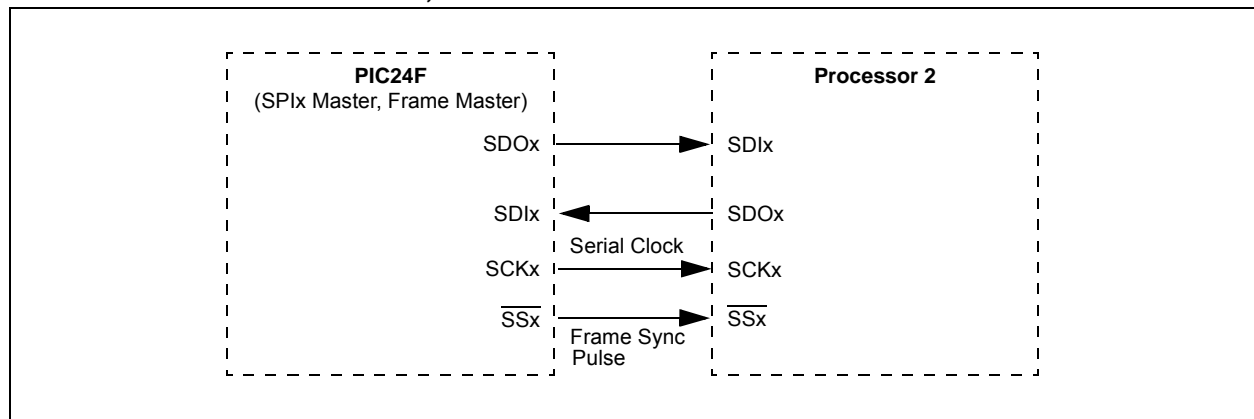 PIC24F
(SPIx Master, Frame Master)
Processor 2
SDOx
SDIx
SDIx
SDOx
Serial Clock
SCKx
SCKx
SSx
SSx
Frame Sync
Pulse